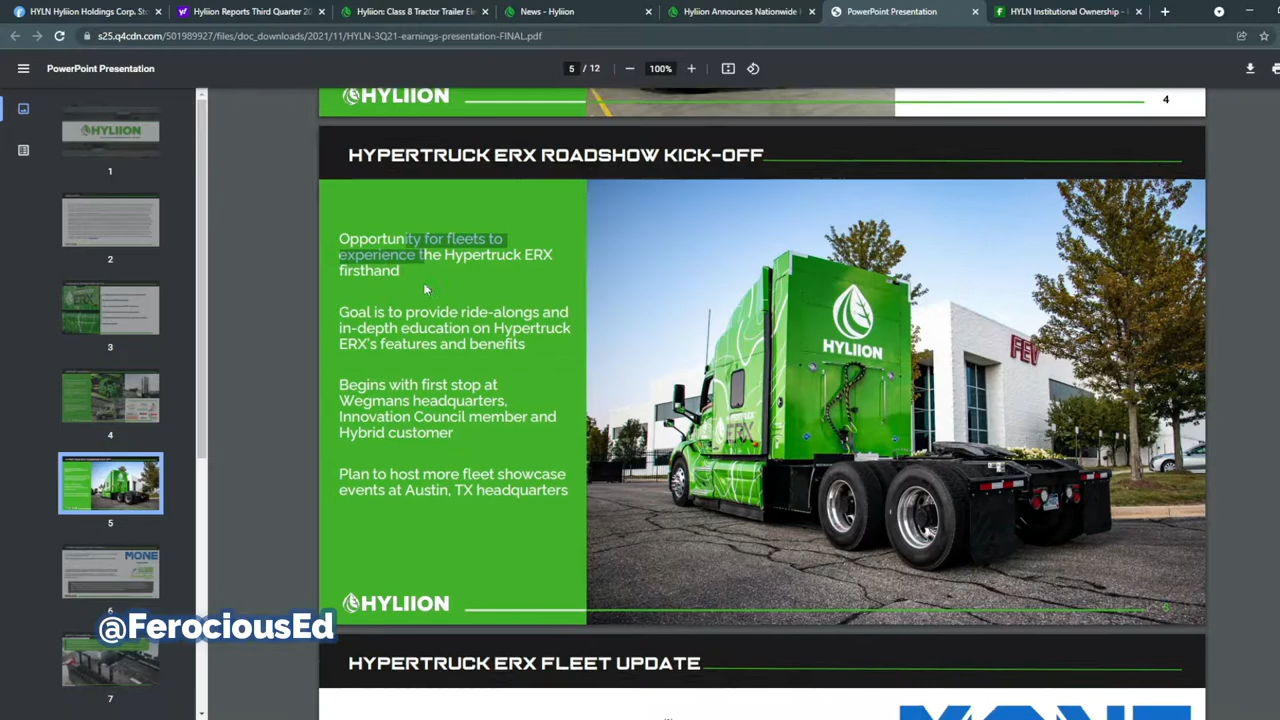 HYLN Hyliion Holdings Corp. St
Hyliion Reports Third Quarter 20
Hyliion: Class 8 Tractor Trailer El
News - Hyliion
Hyliion Announces Nationwide
PowerPoint Presentation
HYLN Institutional Ownership -
s25.q4cdn.com/501989927/files/doc_downloads/2021/11/HYLN-3Q21-earnings-presentation-FINAL.pdf
PowerPoint Presentation
5 / 12
100%
HYLIION
4
HYPERTRUCK ERX ROADSHOW KICK-OFF
Opportunity for fleets to
experience the Hypertruck ERX
firsthand
Goal is to provide ride-alongs and
in-depth education on Hypertruck
ERX's features and benefits
Begins with first stop at
Wegmans headquarters,
Innovation Council member and
Hybrid customer
Plan to host more fleet showcase
events at Austin, TX headquarters
HYLIION
FEV
ERX
HYLIION
5
HYPERTRUCK ERX FLEET UPDATE
HYLIION
1
2
ERX
3
4
5
MONE
6
7
@FerociousEd